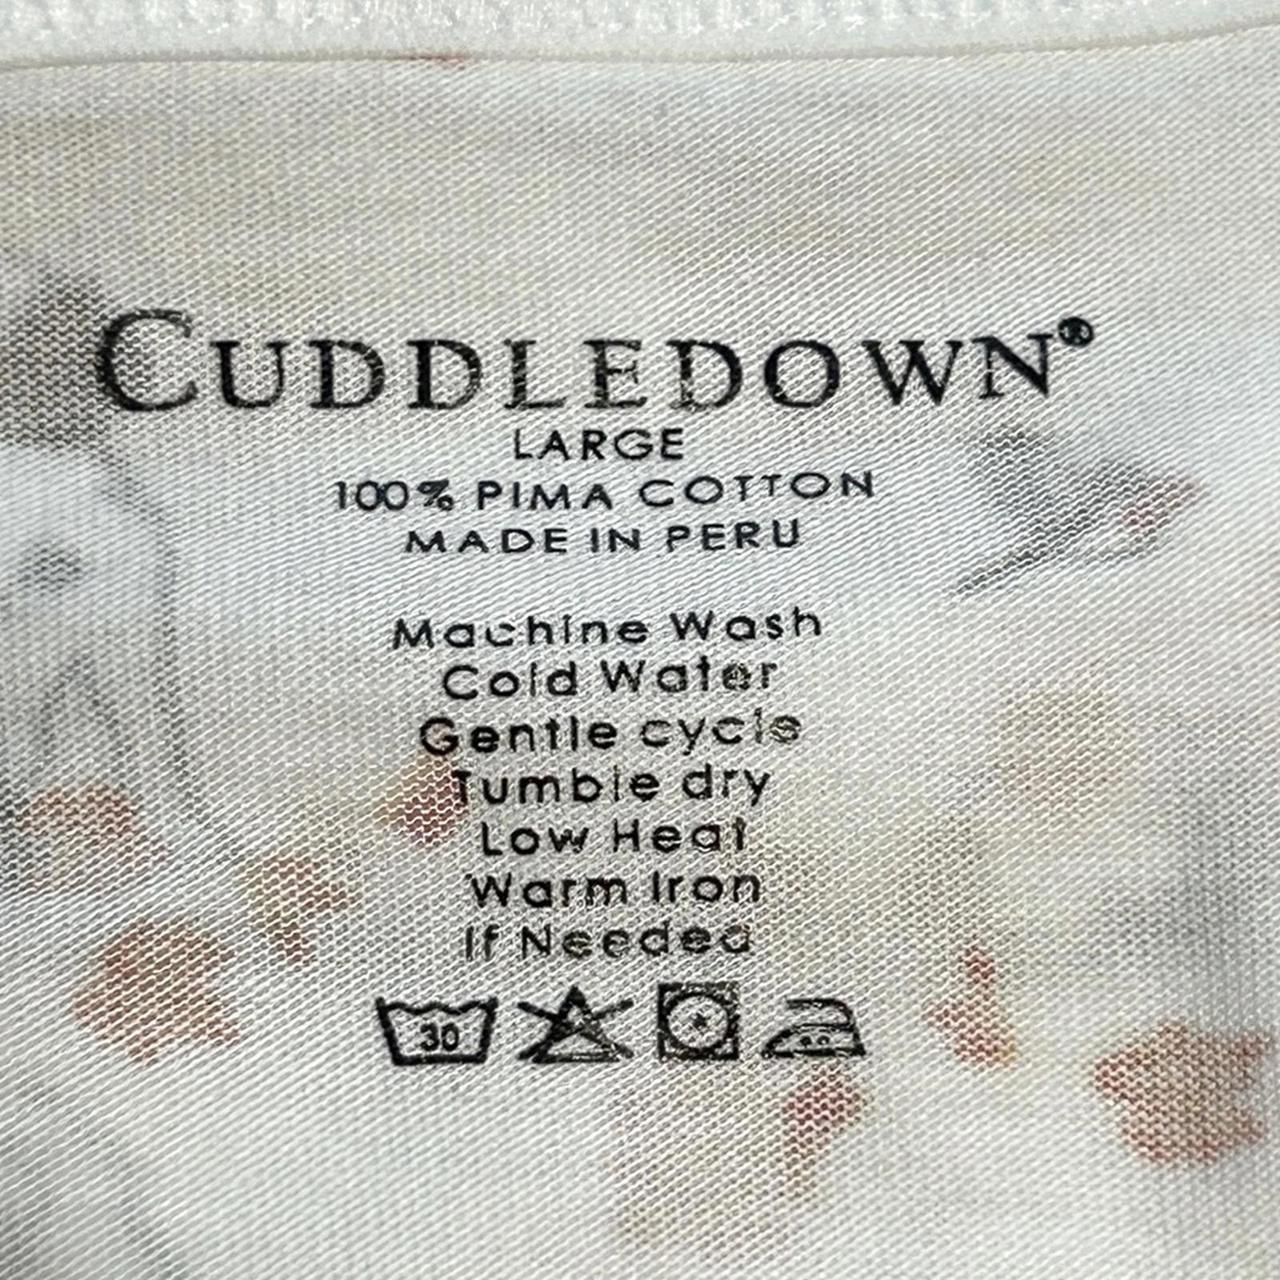 CUDDLEDOWN®
LARGE
100% PIMA COTTON
MADE IN PERU
Machine Wash
Cold Water
Gentle cycle
Tumble dry
Low Heat
Warm Iron
If Needed
30